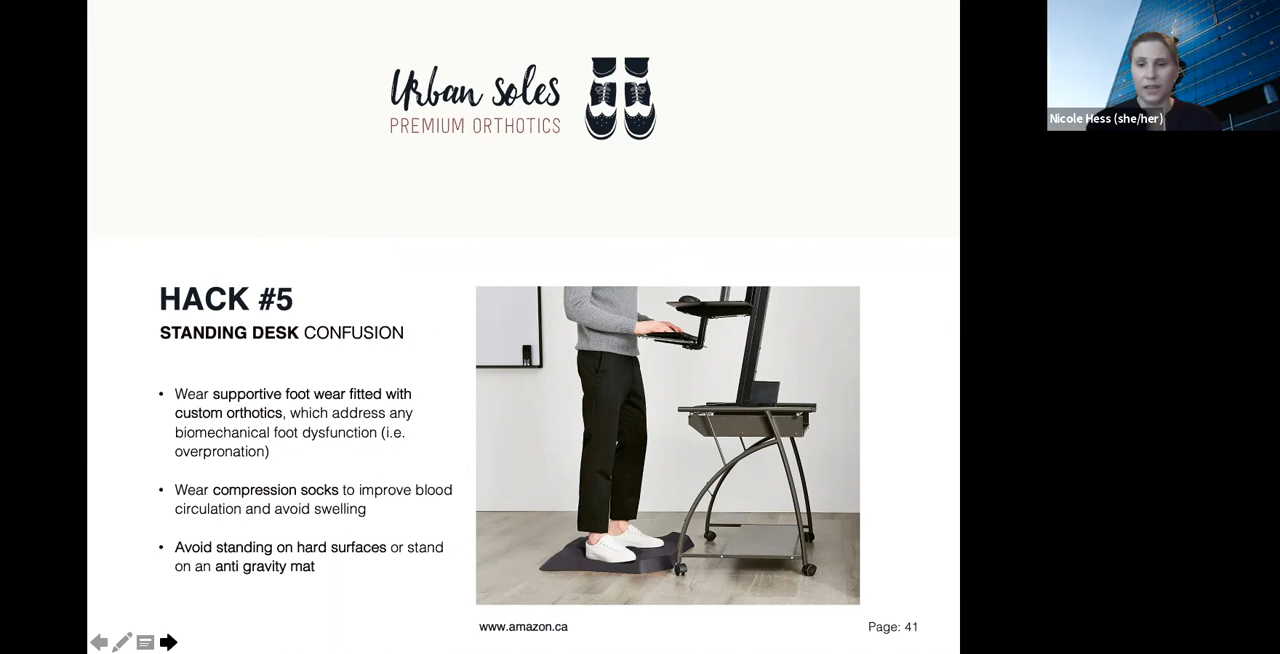 Urban soles
PREMIUM ORTHOTICS
Nicole Hess (she/her)
HACK #5
STANDING DESK CONFUSION
• Wear supportive foot wear fitted with
custom orthotics, which address any
biomechanical foot dysfunction (i.e.
overpronation)
• Wear compression socks to improve blood
circulation and avoid swelling
• Avoid standing on hard surfaces or stand
on an anti gravity mat
www.amazon.ca
Page: 41